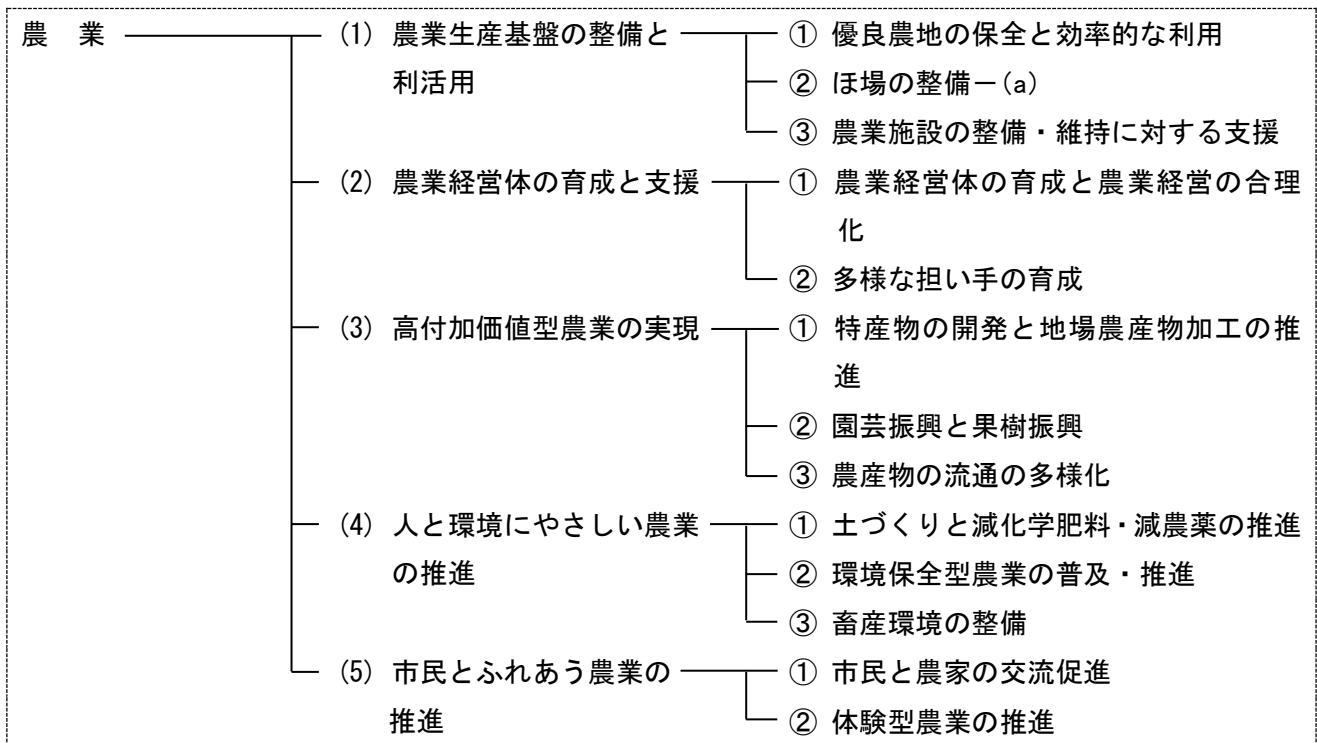 農　業　(1) 農業生産基盤の整備と　① 優良農地の保全と効率的な利用
利活用　② ほ場の整備－(a)
③ 農業施設の整備・維持に対する支援
(2) 農業経営体の育成と支援　① 農業経営体の育成と農業経営の合理
化
② 多様な担い手の育成
(3) 高付加価値型農業の実現　① 特産物の開発と地場農産物加工の推
進
② 園芸振興と果樹振興
③ 農産物の流通の多様化
(4) 人と環境にやさしい農業　① 土づくりと減化学肥料・減農薬の推進
の推進　② 環境保全型農業の普及・推進
③ 畜産環境の整備
(5) 市民とふれあう農業の　① 市民と農家の交流促進
推進　② 体験型農業の推進